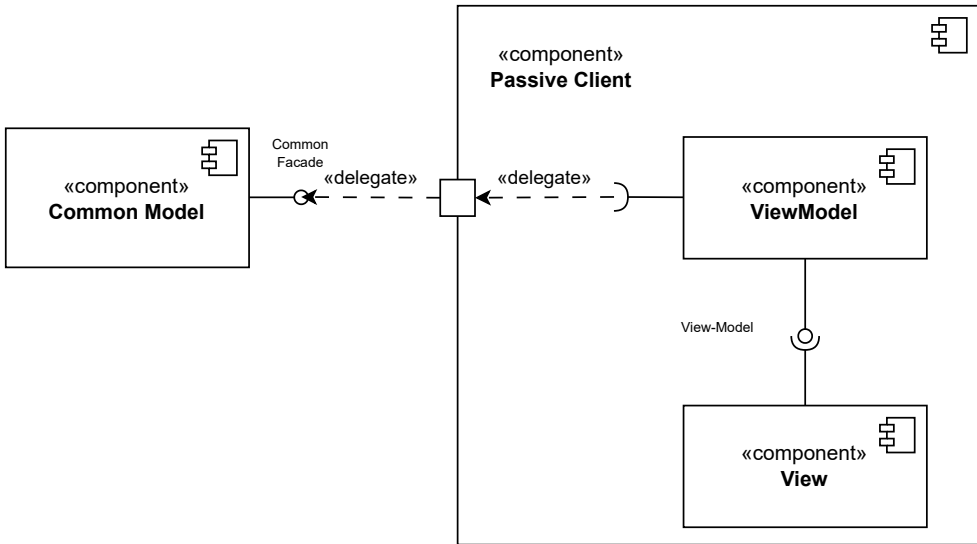 «component»
Passive Client
Common
Facade
«component»
Common Model
«delegate»
«delegate»
«component»
ViewModel
View-Model
«component»
View